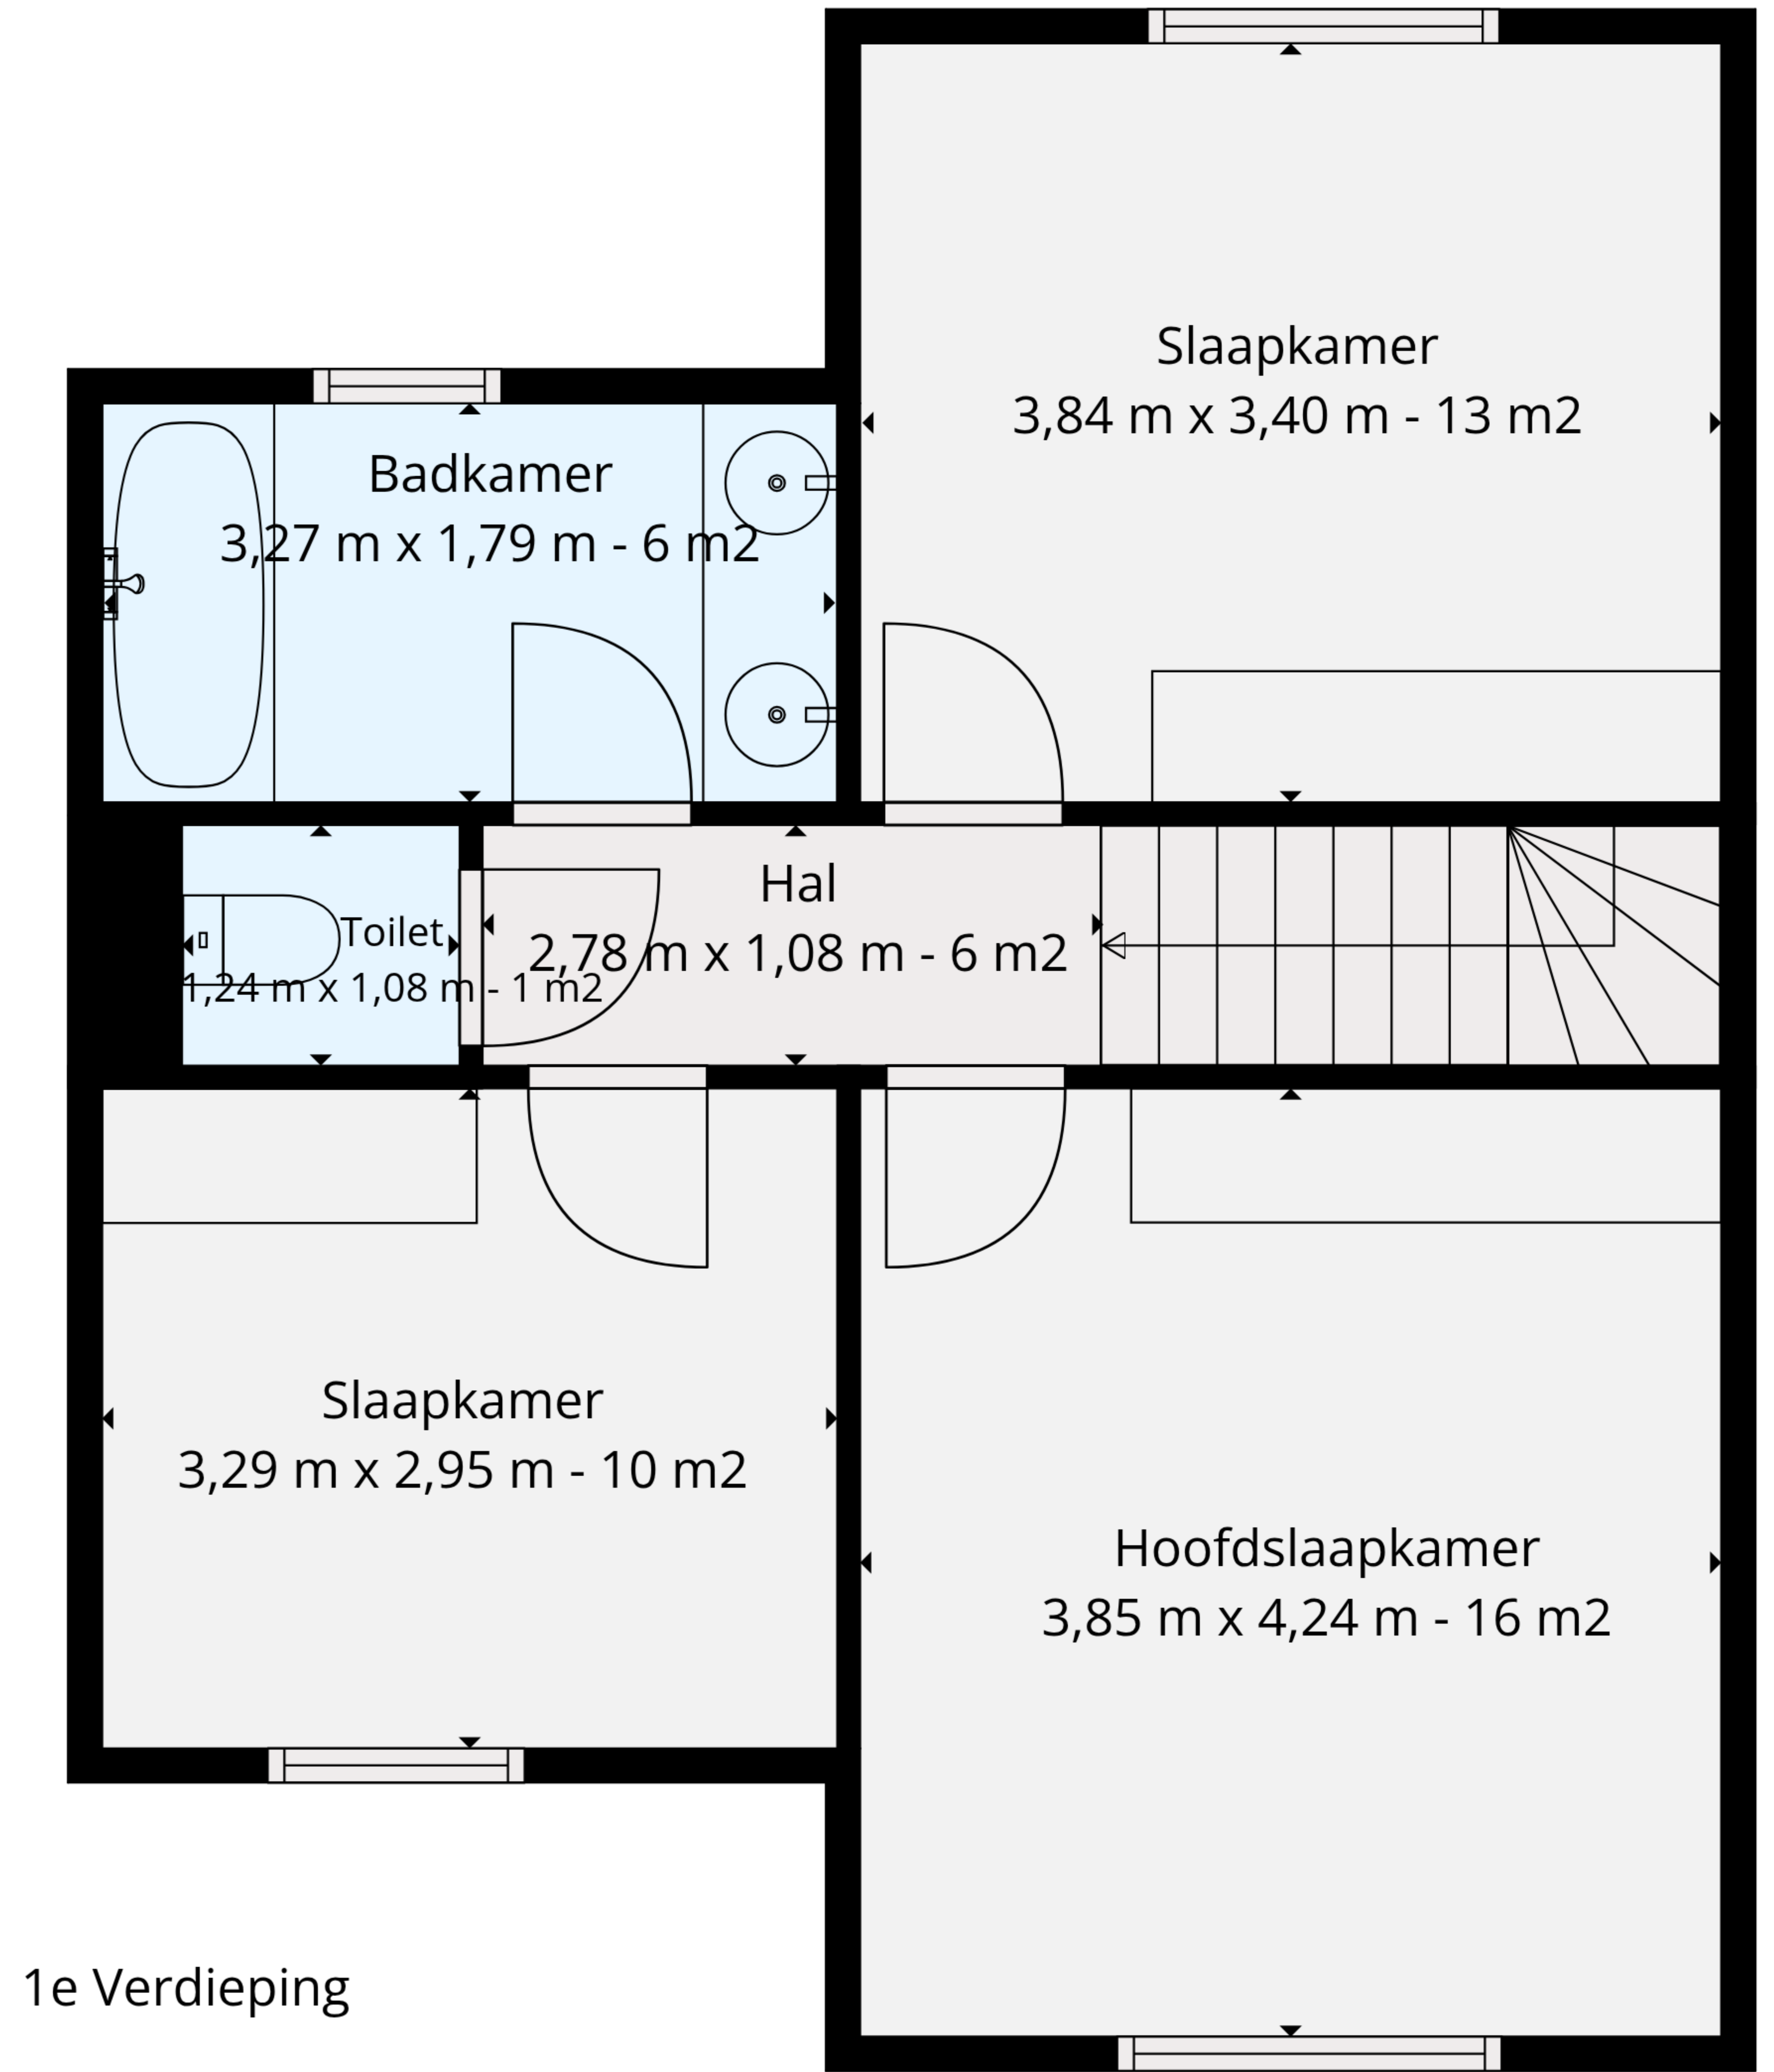 Slaapkamer
3,84 m x 3,40 m - 13 m2
Badkamer
3,27 m x 1,79 m - 6 m2
Hal
2,78 m x 1,08 m - 6 m2
Toilet
1,24 m x 1,08 m - 1 m2
Slaapkamer
3,29 m x 2,95 m - 10 m2
Hoofdslaapkamer
3,85 m x 4,24 m - 16 m2
1e Verdieping